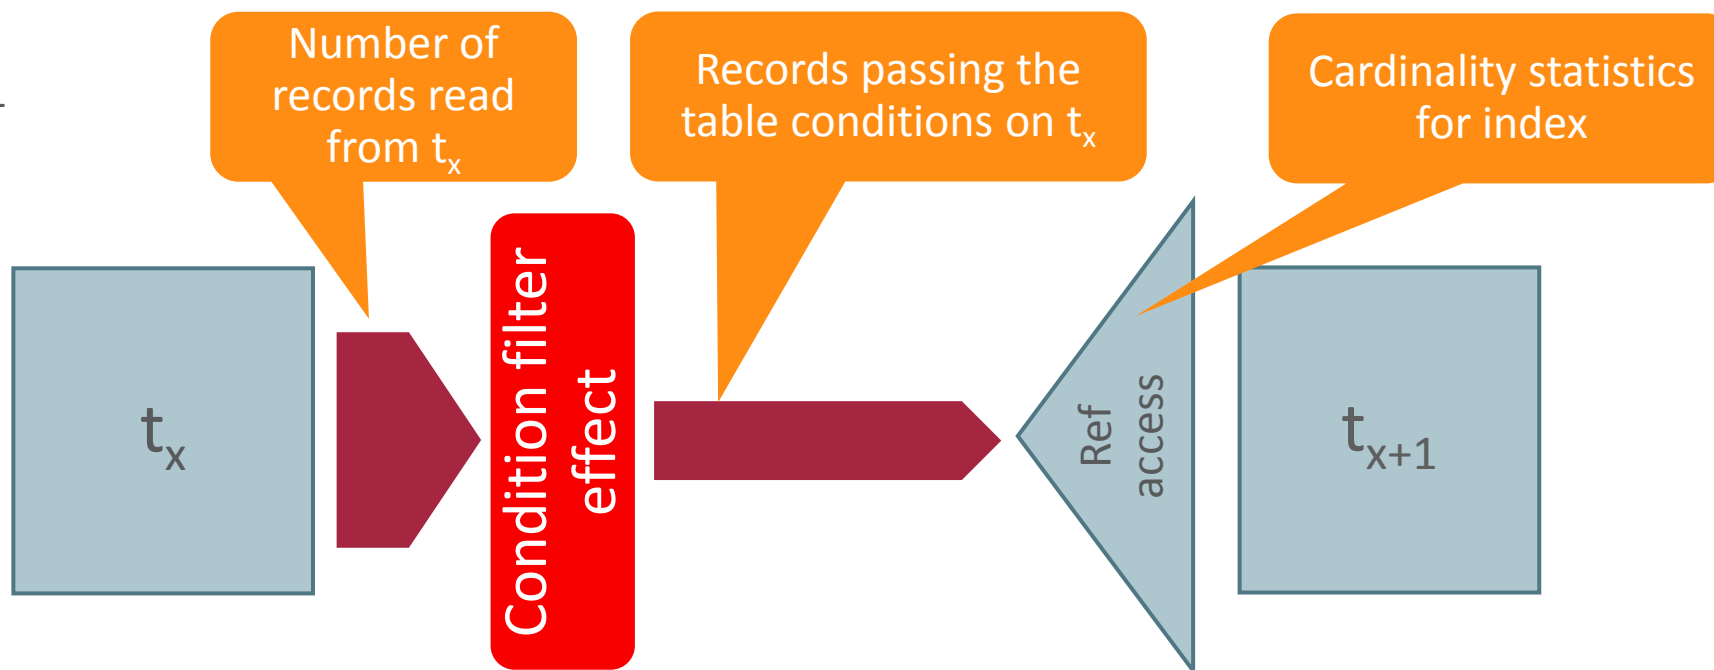 Number of
records read
from tₓ
Records passing the
table conditions on tₓ
Cardinality statistics
for index
tₓ
Condition filter
effect
Ref
access
tₓ₊₁